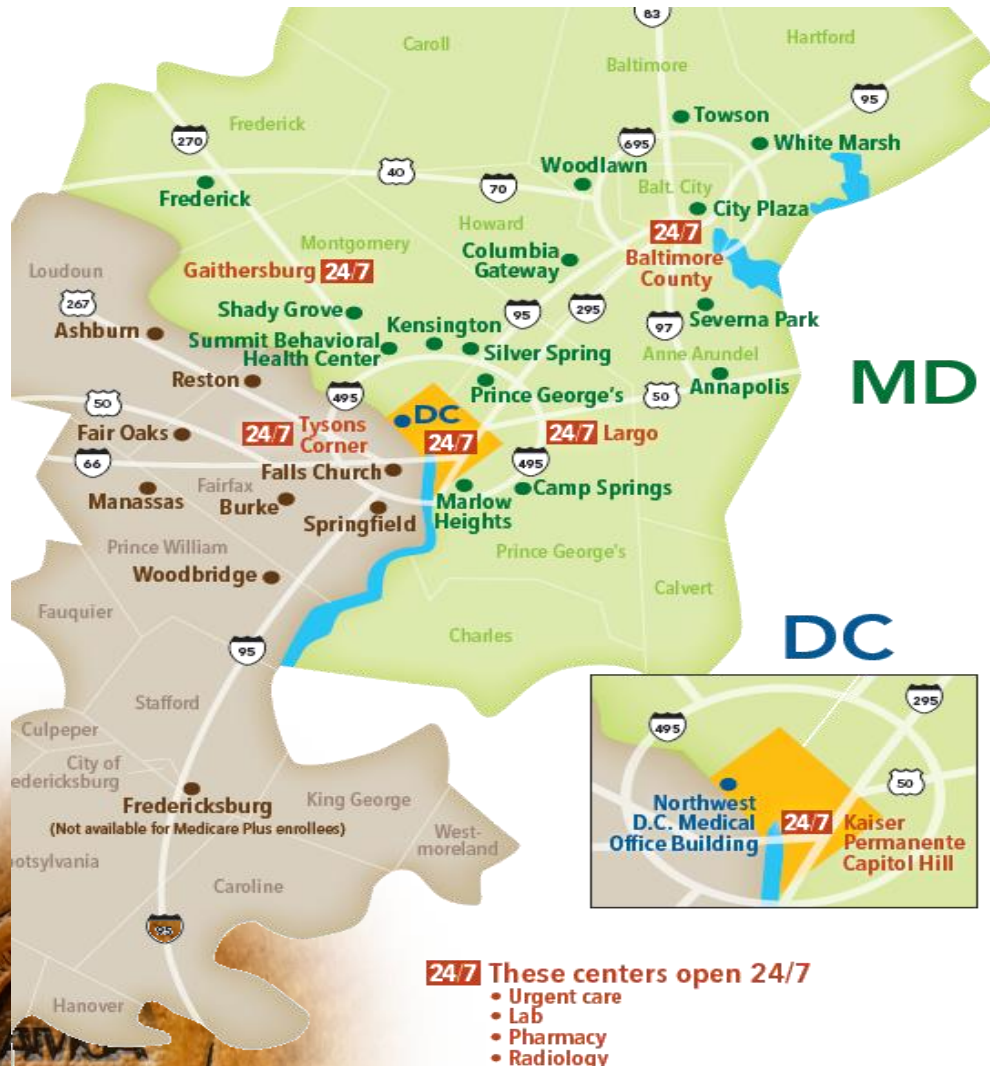 83
Caroll
Hartford
Baltimore
95
Towson
Frederick
270
695
White Marsh
40
Woodlawn
70
Balt. City
Frederick
City Plaza
Howard
24/7
Baltimore
County
Montgomery
Columbia
Gateway
Loudoun
Gaithersburg 24/7
267
Shady Grove
95
295
Severna Park
Ashburn
Kensington
97
Summit Behavioral
Health Center
Silver Spring
Anne Arundel
Reston
Prince George's
Annapolis
MD
495
50
50
DC
Fair Oaks
24/7 Tysons
Corner
24/7
24/7 Largo
66
Falls Church
495
Manassas
Fairfax
Burke
Marlow
Heights
Camp Springs
Springfield
Prince William
Prince George's
Woodbridge
Calvert
Fauquier
Charles
DC
95
Stafford
295
495
Culpeper
City of
edericksburg
50
Fredericksburg
(Not available for Medicare Plus enrollees)
King George
Northwest
D.C. Medical
Office Building
24/7 Kaiser
Permanente
Capitol Hill
West-
moreland
otsylvania
Caroline
95
Hanover
24/7 These centers open 24/7
• Urgent care
• Lab
• Pharmacy
• Radiology